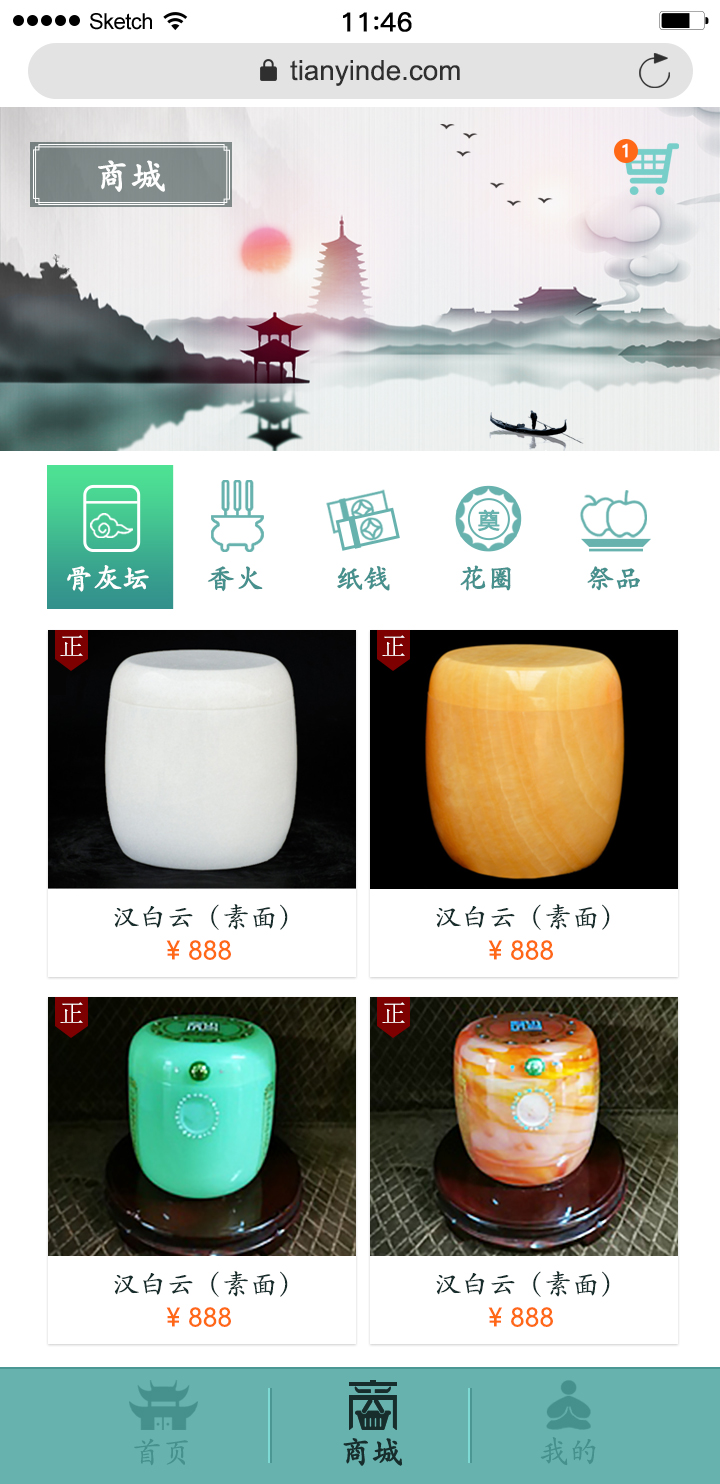 Sketch 11:46
tianyinde.com
商城
1
奠
骨灰坛 香火 纸钱 花圈 祭品
正 正
汉白云（素面） 汉白云（素面）
¥ 888 ¥ 888
正 正
汉白云（素面） 汉白云（素面）
¥ 888 ¥ 888
首页 商城 我的